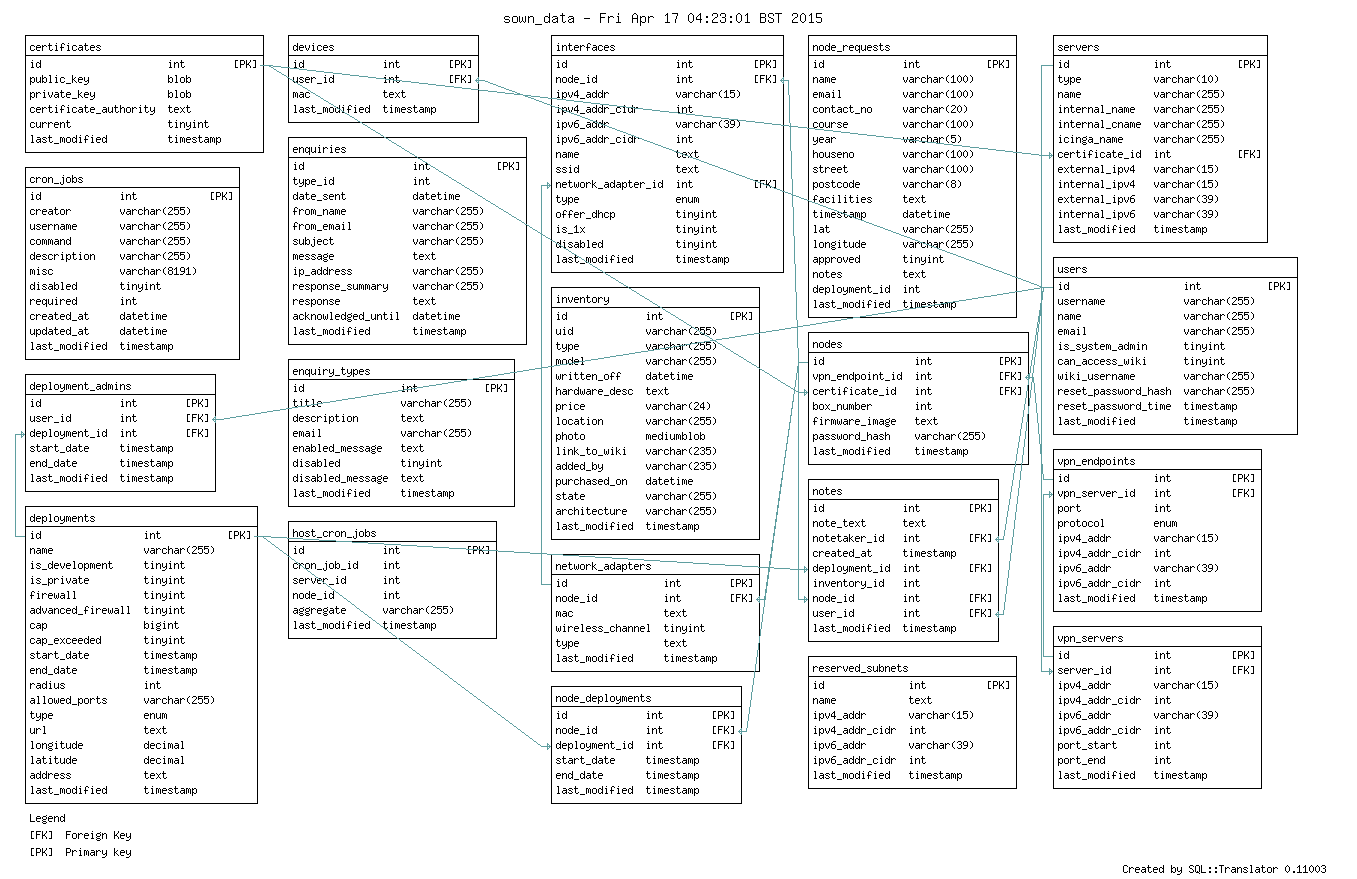 sown_data - Fri Apr 17 04:23:01 BST 2015
certificates
id int [PK]
public_key blob
private_key blob
certificate_authority text
current tinyint
last_modified timestamp
cron_jobs
id int [PK]
creator varchar(255)
username varchar(255)
command varchar(255)
description varchar(255)
misc varchar(8191)
disabled tinyint
required int
created_at datetime
updated_at datetime
last_modified timestamp
deployment_admins
id int [PK]
user_id int [FK]
deployment_id int [FK]
start_date timestamp
end_date timestamp
last_modified timestamp
deployments
id int [PK]
name varchar(255)
is_development tinyint
is_private tinyint
firewall tinyint
advanced_firewall tinyint
cap bigint
cap_exceeded tinyint
start_date timestamp
end_date timestamp
radius int
allowed_ports varchar(255)
type enum
url text
longitude decimal
latitude decimal
address text
last_modified timestamp
devices
id int [PK]
user_id int [FK]
mac text
last_modified timestamp
enquiries
id int [PK]
type_id int
date_sent datetime
from_name varchar(255)
from_email varchar(255)
subject varchar(255)
message text
ip_address varchar(255)
response_summary varchar(255)
response text
acknowledged_until datetime
last_modified timestamp
enquiry_types
id int [PK]
title varchar(255)
description text
email varchar(255)
enabled_message text
disabled tinyint
disabled_message text
last_modified timestamp
host_cron_jobs
id int [PK]
cron_job_id int
server_id int
node_id int
aggregate varchar(255)
last_modified timestamp
interfaces
id int [PK]
node_id int [FK]
ipv4_addr varchar(15)
ipv4_addr_cidr int
ipv6_addr varchar(39)
ipv6_addr_cidr int
name text
ssid text
network_adapter_id int [FK]
type enum
offer_dhcp tinyint
is_1x tinyint
disabled tinyint
last_modified timestamp
inventory
id int [PK]
uid varchar(255)
type varchar(255)
model varchar(255)
written_off datetime
hardware_desc text
price varchar(24)
location varchar(255)
photo mediumblob
link_to_wiki varchar(235)
added_by varchar(235)
purchased_on datetime
state varchar(255)
architecture varchar(255)
last_modified timestamp
network_adapters
id int [PK]
node_id int [FK]
mac text
wireless_channel tinyint
type text
last_modified timestamp
node_deployments
id int [PK]
node_id int [FK]
deployment_id int [FK]
start_date timestamp
end_date timestamp
last_modified timestamp
node_requests
id int [PK]
name varchar(100)
email varchar(100)
contact_no varchar(20)
course varchar(100)
year varchar(5)
houseno varchar(100)
street varchar(100)
postcode varchar(8)
facilities text
timestamp datetime
lat varchar(255)
longitude varchar(255)
approved tinyint
notes text
deployment_id int
last_modified timestamp
nodes
id int [PK]
vpn_endpoint_id int [FK]
certificate_id int [FK]
box_number int
firmware_image text
password_hash varchar(255)
last_modified timestamp
notes
id int [PK]
note_text text
notetaker_id int [FK]
created_at timestamp
deployment_id int [FK]
inventory_id int
node_id int [FK]
user_id int [FK]
last_modified timestamp
reserved_subnets
id int [PK]
name text
ipv4_addr varchar(15)
ipv4_addr_cidr int
ipv6_addr varchar(39)
ipv6_addr_cidr int
last_modified timestamp
servers
id int [PK]
type varchar(10)
name varchar(255)
internal_name varchar(255)
internal_cname varchar(255)
icinga_name varchar(255)
certificate_id int [FK]
external_ipv4 varchar(15)
internal_ipv4 varchar(15)
external_ipv6 varchar(39)
internal_ipv6 varchar(39)
last_modified timestamp
users
id int [PK]
username varchar(255)
name varchar(255)
email varchar(255)
is_system_admin tinyint
can_access_wiki tinyint
wiki_username varchar(255)
reset_password_hash varchar(255)
reset_password_time timestamp
last_modified timestamp
vpn_endpoints
id int [PK]
vpn_server_id int [FK]
port int
protocol enum
ipv4_addr varchar(15)
ipv4_addr_cidr int
ipv6_addr varchar(39)
ipv6_addr_cidr int
last_modified timestamp
vpn_servers
id int [PK]
server_id int [FK]
ipv4_addr varchar(15)
ipv4_addr_cidr int
ipv6_addr varchar(39)
ipv6_addr_cidr int
port_start int
port_end int
last_modified timestamp
Legend
[FK] Foreign Key
[PK] Primary key
Created by SQL::Translator 0.11003